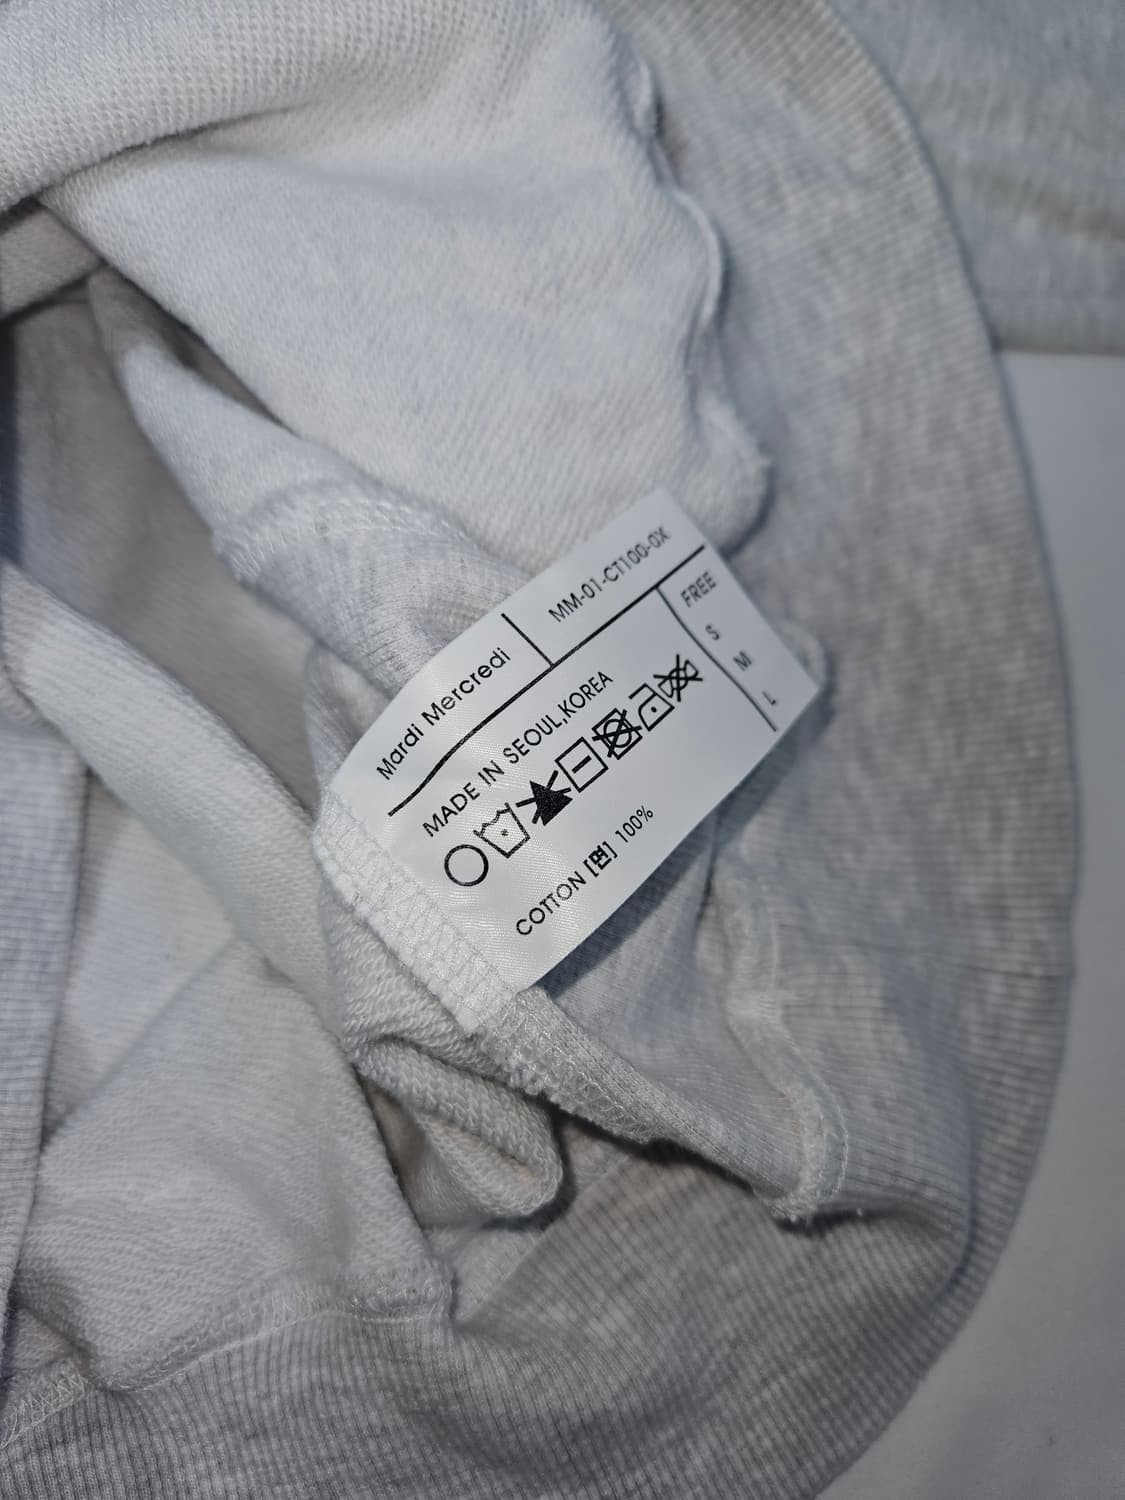 Mardi Mercredi
MM-01-CT100-0X
MADE IN SEOUL,KOREA
COTTON [면] 100%
FREE
S
M
L